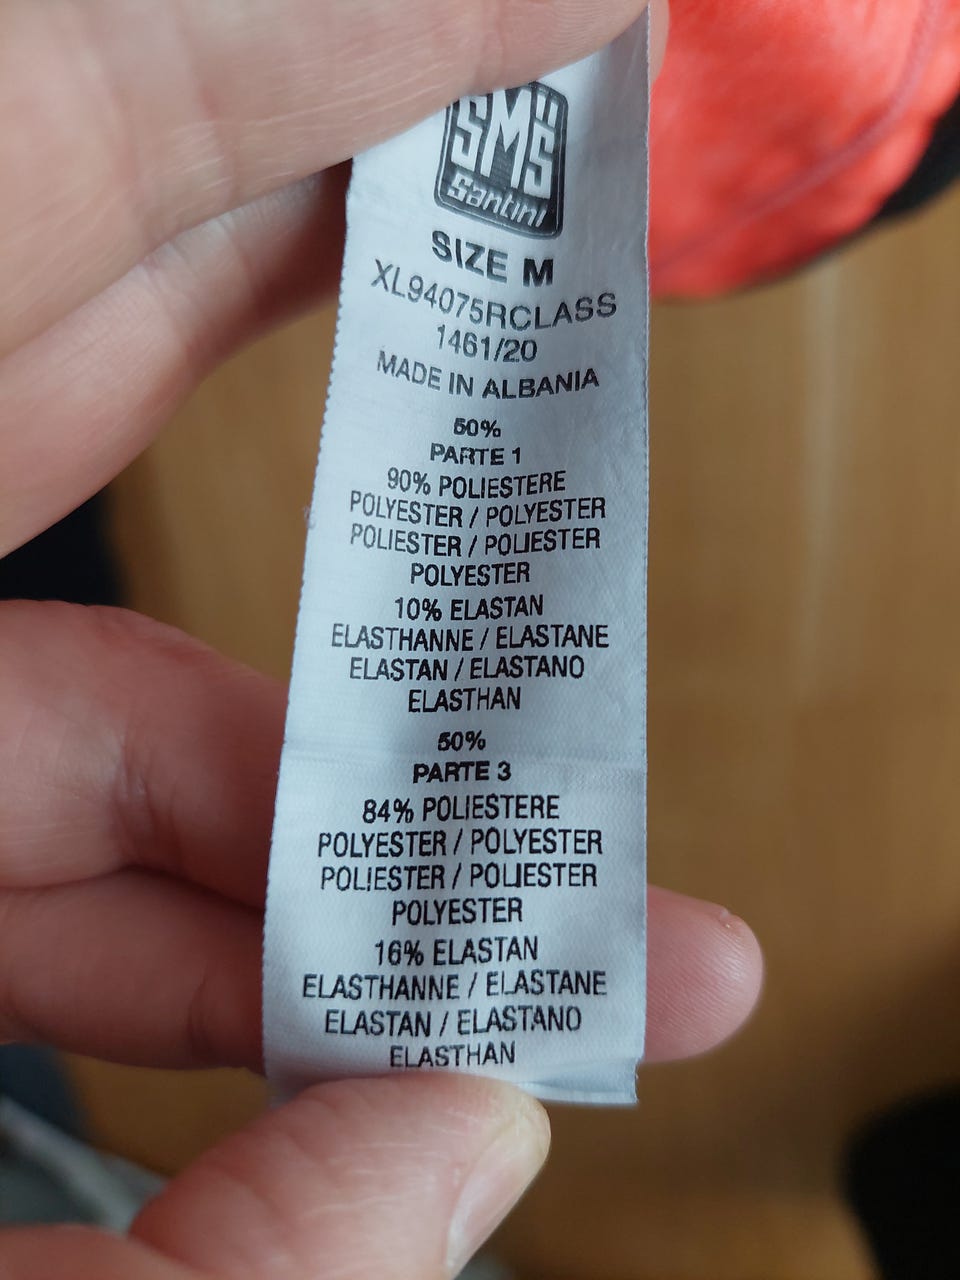 SMS
Santini
SIZE M
XL94075RCLASS
1461/20
MADE IN ALBANIA
50%
PARTE 1
90% POLIESTERE
POLYESTER / POLYESTER
POLIESTER / POLIESTER
POLYESTER
10% ELASTAN
ELASTHANNE / ELASTANE
ELASTAN / ELASTANO
ELASTHAN
50%
PARTE 3
84% POLIESTERE
POLYESTER / POLYESTER
POLIESTER / POLIESTER
POLYESTER
16% ELASTAN
ELASTHANNE / ELASTANE
ELASTAN / ELASTANO
ELASTHAN